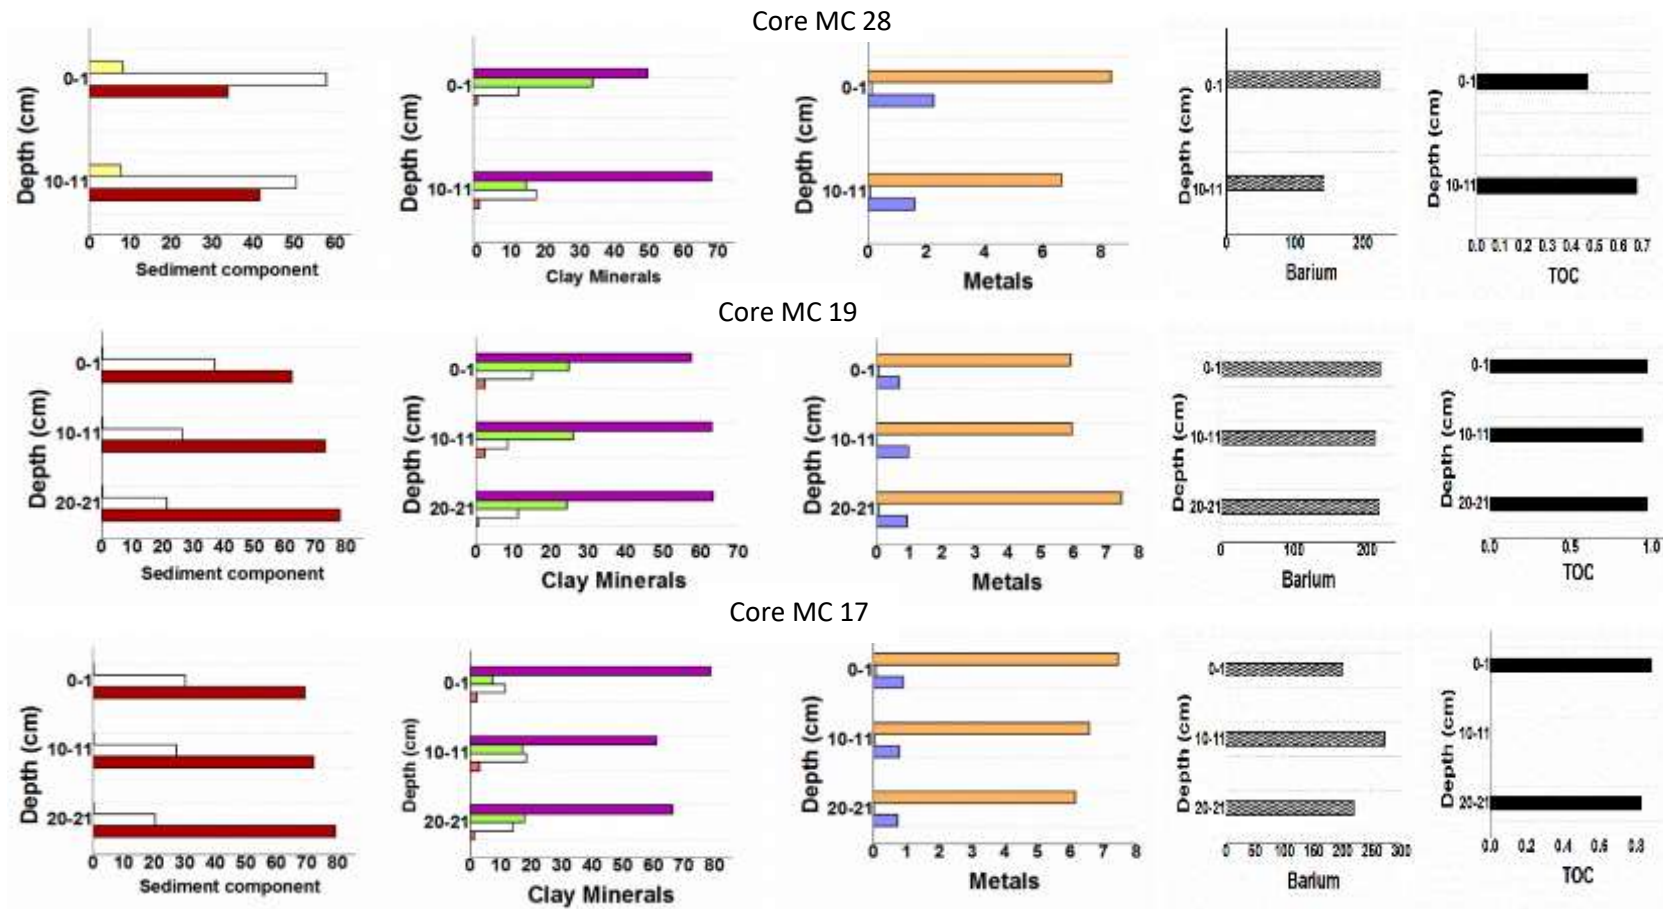 Core MC 28
Depth (cm)
0-1
10-11
0 10 20 30 40 50 60
Sediment component
Depth (cm)
0-1
10-11
0 10 20 30 40 50 60 70
Clay Minerals
Depth (cm)
0-1
10-11
0 2 4 6 8
Metals
Depth (cm)
0-1
10-11
0 100 200
Barium
Depth (cm)
0-1
10-11
0.0 0.1 0.2 0.3 0.4 0.5 0.6 0.7
TOC
Core MC 19
Depth (cm)
0-1
10-11
20-21
0 10 20 30 40 50 60 70 80
Sediment component
Depth (cm)
0-1
10-11
20-21
0 10 20 30 40 50 60 70
Clay Minerals
Depth (cm)
0-1
10-11
20-21
0 1 2 3 4 5 6 7 8
Metals
Depth (cm)
0-1
10-11
20-21
0 100 200
Barium
Depth (cm)
0-1
10-11
20-21
0.0 0.5 1.0
TOC
Core MC 17
Depth (cm)
0-1
10-11
20-21
0 10 20 30 40 50 60 70 80
Sediment component
Depth (cm)
0-1
10-11
20-21
0 20 40 60 80
Clay Minerals
Depth (cm)
0-1
10-11
20-21
0 1 2 3 4 5 6 7 8
Metals
Depth (cm)
0-1
10-11
20-21
0 50 100 150 200 250 300
Barium
Depth (cm)
0-1
10-11
20-21
0.0 0.2 0.4 0.6 0.8
TOC